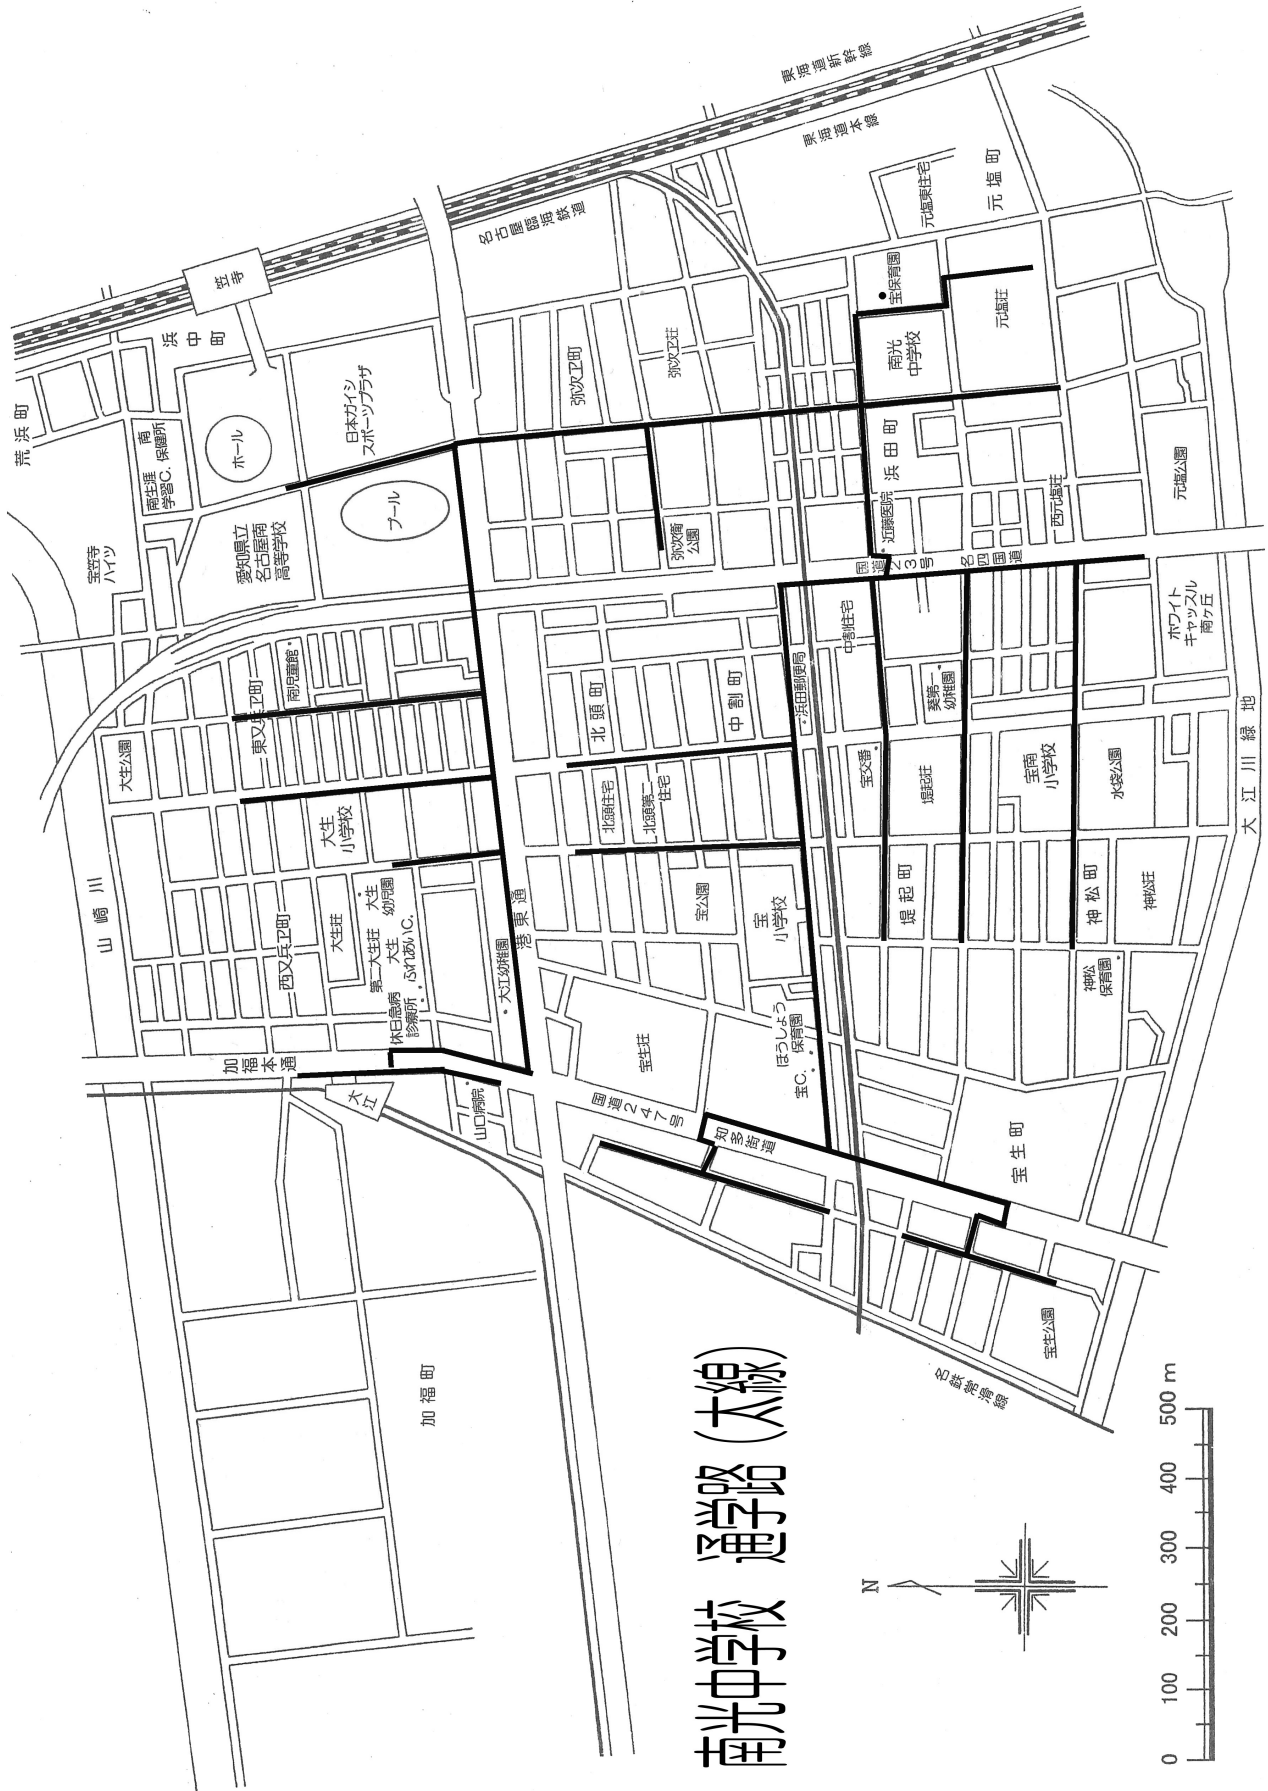 南光中学校　通学路（太線）
山崎川
加福本通
大江
加福町
大生公園
東又兵ヱ町
南児童館
大生
小学校
西又兵ヱ町
大生荘
第二大生荘
大生
幼児園
大生
ふれあいC.
休日急病
診療所
山口病院
大江幼稚園
港東通
荒浜町
浜中町
笠寺
宝笠寺
ハイツ
南生涯
学習C.
南
保健所
ホール
愛知県立
名古屋南
高等学校
日本ガイシ
スポーツプラザ
プール
名古屋臨海鉄道
東海道新幹線
東海道本線
弥次ヱ町
弥次ヱ荘
弥次衛
公園
北頭町
北頭住宅
北頭第一
住宅
中割町
中割住宅
浜田郵便局
宝公園
宝
小学校
宝生荘
ほうしょう
保育園
宝C.
国道247号
知多街道
宝生町
宝生公園
名鉄常滑線
宝交番
堤起荘
堤起町
葵第一
幼稚園
宝南
小学校
水袋公園
神松町
神松荘
神松
保育園
国道23号
名四国道
近藤医院
浜田町
南光
中学校
宝保育園
元塩東住宅
元塩町
元塩荘
西元塩荘
元塩公園
ホワイト
キャッスル
南ヶ丘
大江川緑地
N
0 100 200 300 400 500 m